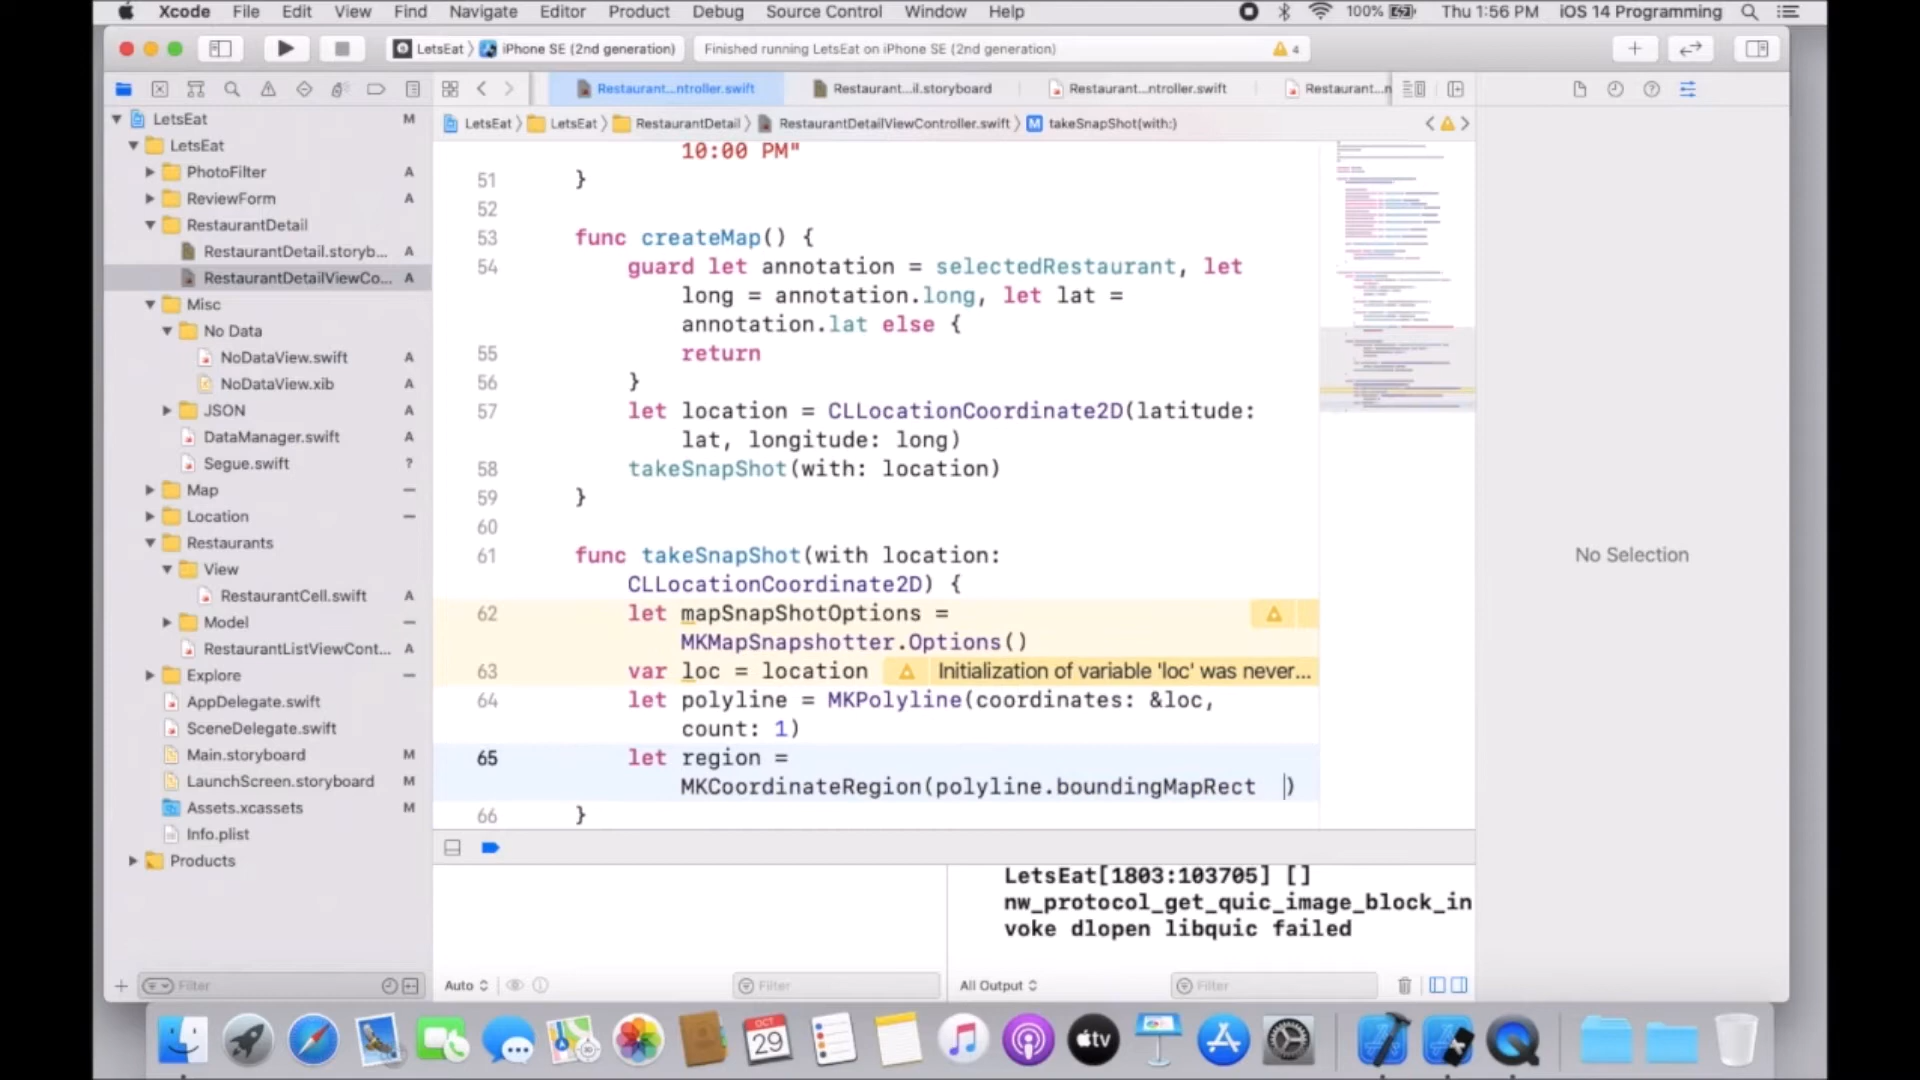 Xcode File Edit View Find Navigate Editor Product Debug Source Control Window Help 100% Thu 1:56 PM iOS 14 Programming
LetsEat iPhone SE (2nd generation) Finished running LetsEat on iPhone SE (2nd generation) 4
Restaurant...ntroller.swift Restaurant...il.storyboard Restaurant...ntroller.swift Restaurant...n
LetsEat LetsEat RestaurantDetail RestaurantDetailViewController.swift M takeSnapShot(with:)
LetsEat M
LetsEat
PhotoFilter A
ReviewForm A
RestaurantDetail
RestaurantDetail.storyb... A
RestaurantDetailViewCo... A
Misc
No Data
NoDataView.swift A
NoDataView.xib A
JSON A
DataManager.swift A
Segue.swift ?
Map
Location
Restaurants
View
RestaurantCell.swift A
Model
RestaurantListViewCont... A
Explore
AppDelegate.swift
SceneDelegate.swift
Main.storyboard M
LaunchScreen.storyboard M
Assets.xcassets M
Info.plist
Products
Filter
10:00 PM"
51 }
52
53 func createMap() {
54 guard let annotation = selectedRestaurant, let
long = annotation.long, let lat =
annotation.lat else {
55 return
56 }
57 let location = CLLocationCoordinate2D(latitude:
lat, longitude: long)
58 takeSnapShot(with: location)
59 }
60
61 func takeSnapShot(with location:
CLLocationCoordinate2D) {
62 let mapSnapShotOptions =
MKMapSnapshotter.Options()
63 var loc = location Initialization of variable 'loc' was never...
64 let polyline = MKPolyline(coordinates: &loc,
count: 1)
65 let region =
MKCoordinateRegion(polyline.boundingMapRect )
66 }
LetsEat[1803:103705] []
nw_protocol_get_quic_image_block_in
voke dlopen libquic failed
Auto Filter All Output Filter
No Selection
OCT
29
tv